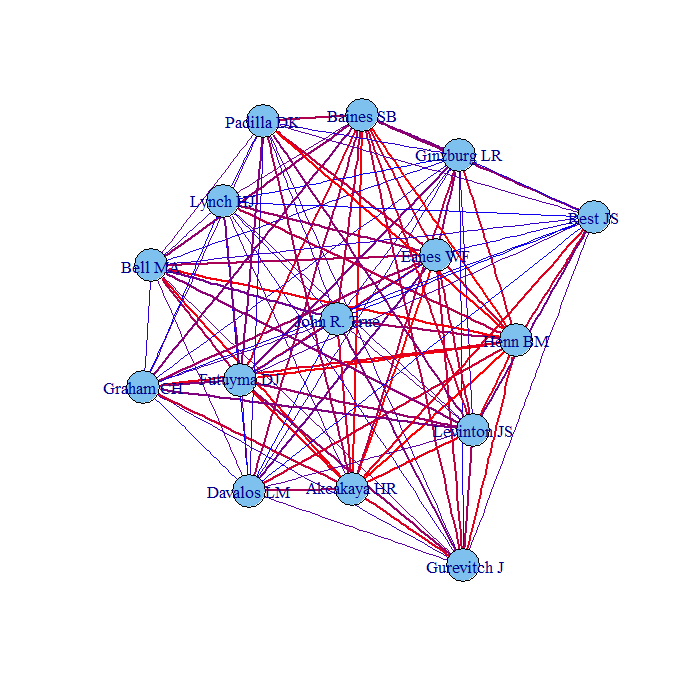 Baines SB
Padilla DK
Ginzburg LR
Lynch HJ
Rest JS
Eanes WF
Bell MA
John R. True
Henn BM
Futuyma DJ
Graham CH
Levinton JS
Akcakaya HR
Davalos LM
Gurevitch J